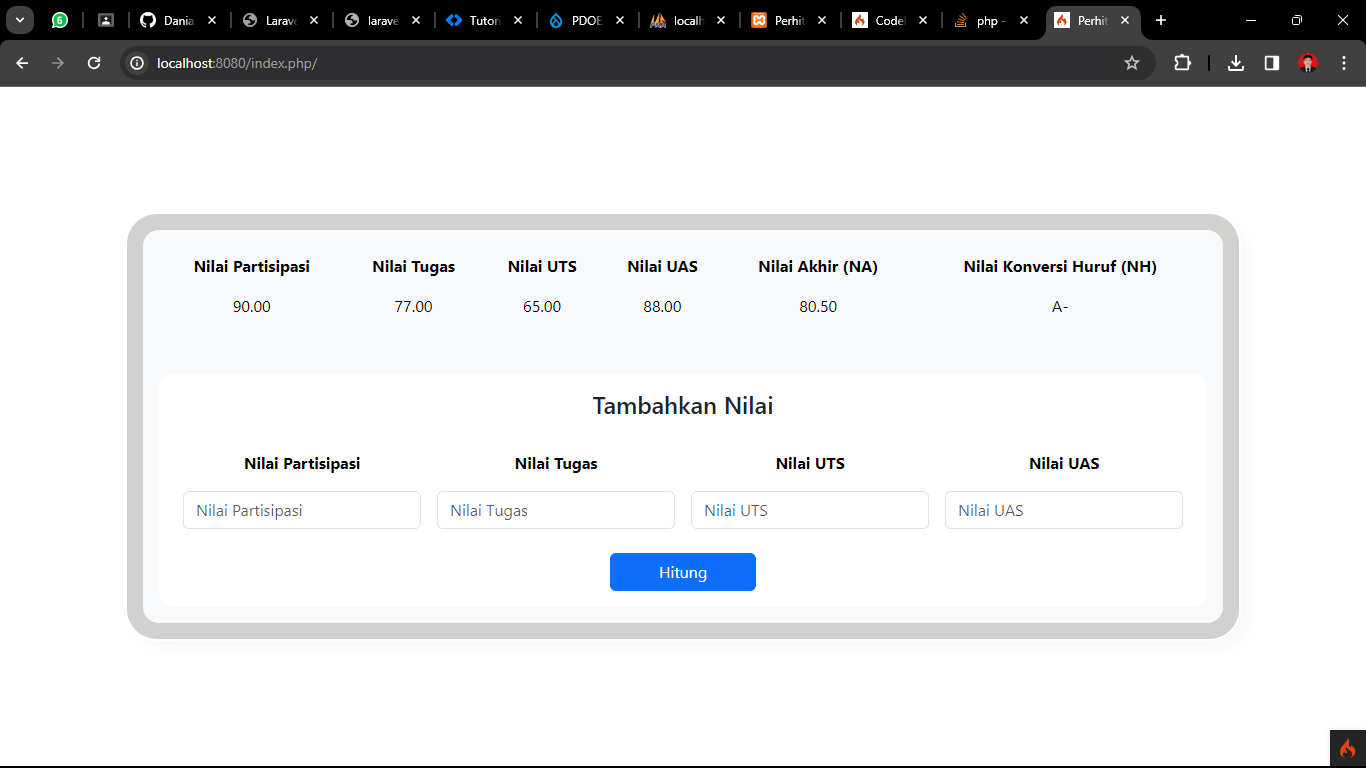 6 Dania Larave larave Tutori PDOE localh Perhit Codel php - Perhit
localhost:8080/index.php/
Nilai Partisipasi Nilai Tugas Nilai UTS Nilai UAS Nilai Akhir (NA) Nilai Konversi Huruf (NH)
90.00 77.00 65.00 88.00 80.50 A-
Tambahkan Nilai
Nilai Partisipasi Nilai Tugas Nilai UTS Nilai UAS
Nilai Partisipasi Nilai Tugas Nilai UTS Nilai UAS
Hitung